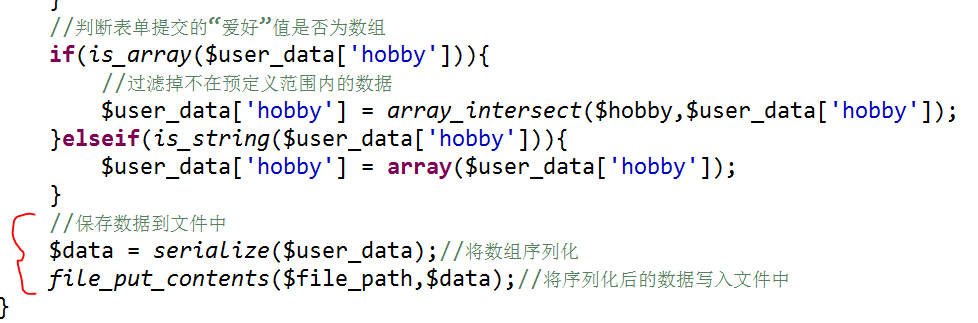 }
//判断表单提交的“爱好”值是否为数组
if(is_array($user_data['hobby'])){
//过滤掉不在预定义范围内的数据
$user_data['hobby'] = array_intersect($hobby,$user_data['hobby']);
}elseif(is_string($user_data['hobby'])){
$user_data['hobby'] = array($user_data['hobby']);
}
//保存数据到文件中
$data = serialize($user_data);//将数组序列化
file_put_contents($file_path,$data);//将序列化后的数据写入文件中
}